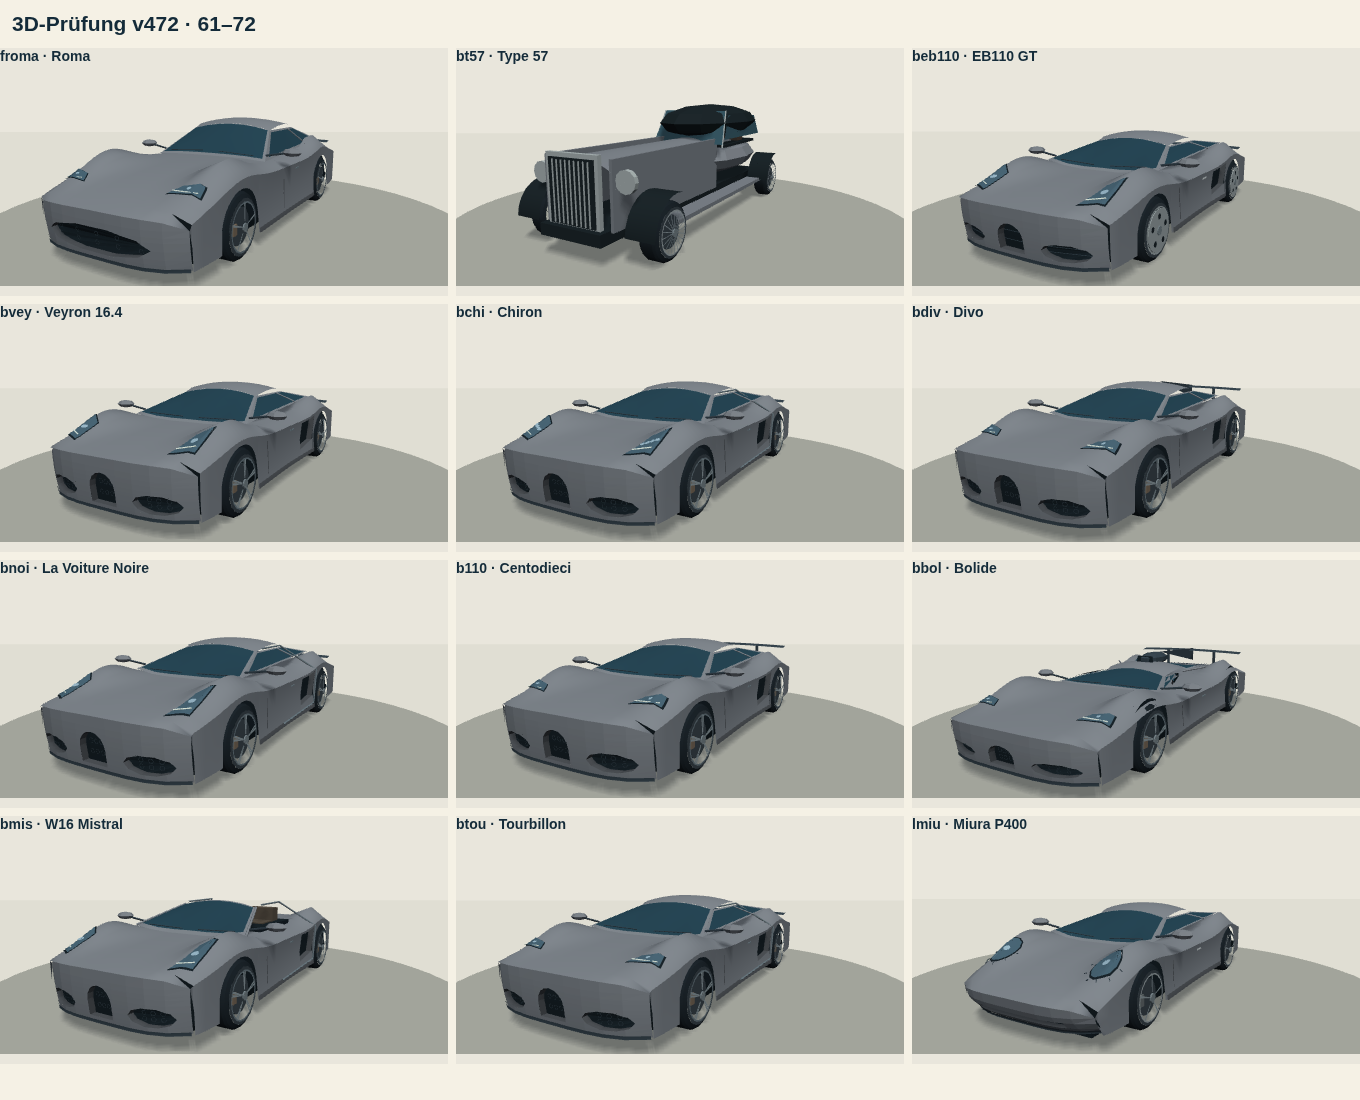 3D-Prüfung v472 · 61–72
froma · Roma
bt57 · Type 57
beb110 · EB110 GT
bvey · Veyron 16.4
bchi · Chiron
bdiv · Divo
bnoi · La Voiture Noire
b110 · Centodieci
bbol · Bolide
bmis · W16 Mistral
btou · Tourbillon
lmiu · Miura P400